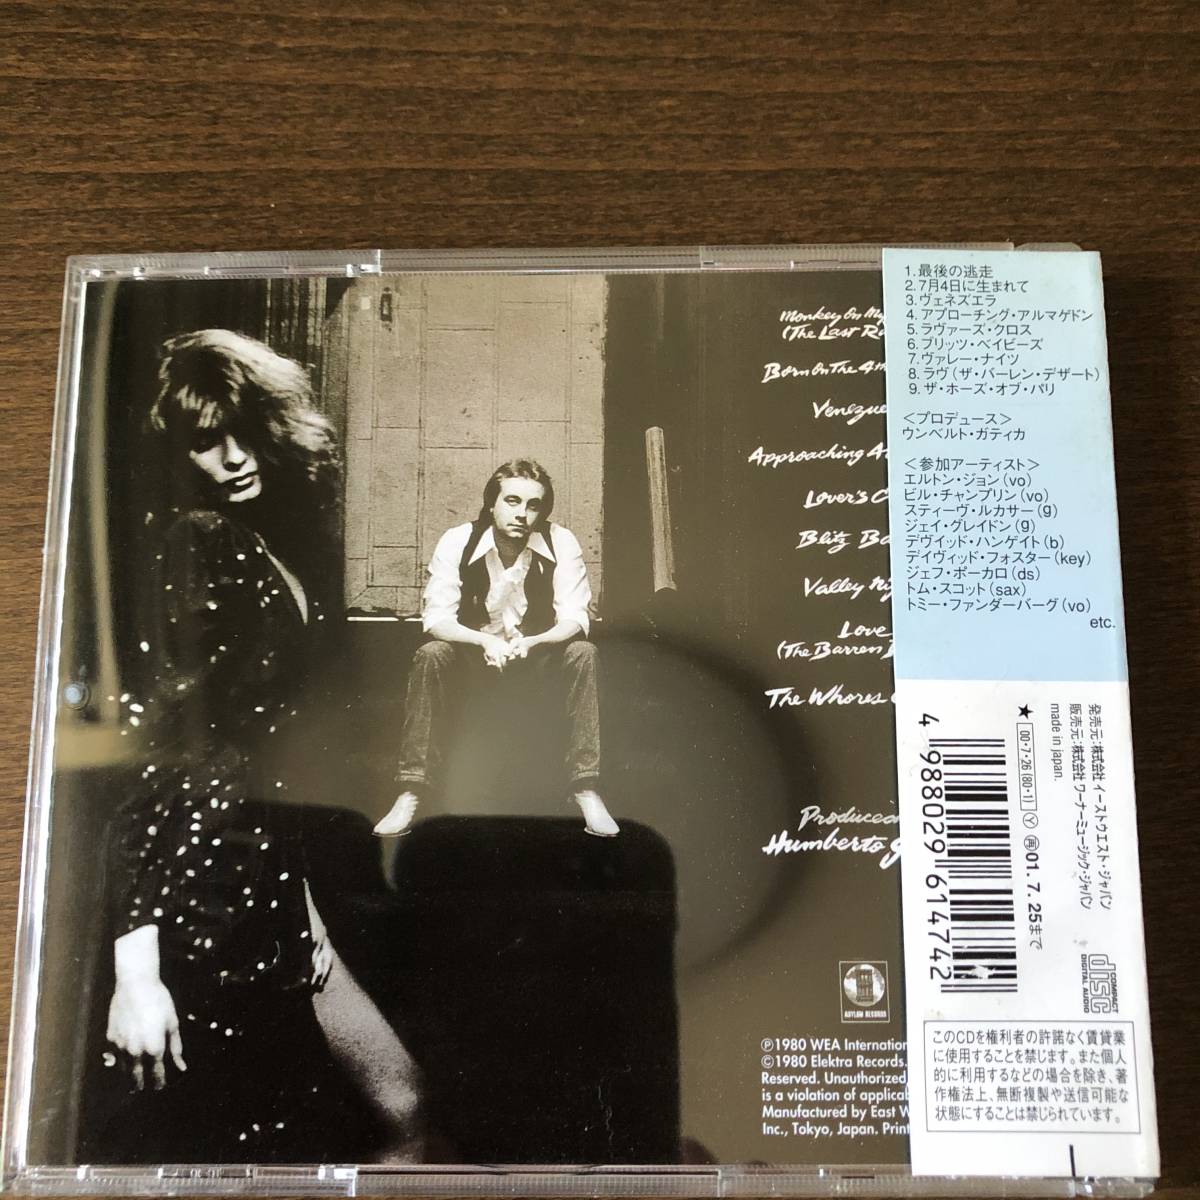 Monkey On My
(The Last Ra
Born On The 4th
Venezue
Approaching A
Lover's C
Blitz Ba
Valley Nig
Love
(The Barren D
The Whores
Produced
Humberto g
ASYLUM RECORDS
Ⓟ1980 WEA Internation
©1980 Elektra Records.
Reserved. Unauthorized
is a violation of applicab
Manufactured by East W
Inc., Tokyo, Japan. Print
1. 最後の逃走
2. 7月4日に生まれて
3. ヴェネズエラ
4. アプローチング・アルマゲドン
5. ラヴァーズ・クロス
6. ブリッツ・ベイビーズ
7. ヴァレー・ナイツ
8. ラヴ(ザ・バーレン・デザート)
9. ザ・ホーズ・オブ・パリ
<プロデュース>
ウンベルト・ガティカ
<参加アーティスト>
エルトン・ジョン(vo)
ビル・チャンプリン(vo)
スティーヴ・ルカサー(g)
ジェイ・グレイドン(g)
デヴィッド・ハンゲイト(b)
デイヴィッド・フォスター(key)
ジェフ・ポーカロ(ds)
トム・スコット(sax)
トミー・ファンダーバーグ(vo)
etc.
発売元:株式会社 イーストウエスト・ジャパン
販売元:株式会社 ワーナーミュージック・ジャパン
made in japan.
★ 00・7・26(80・1) Ⓨ 再 01.7.25まで
4 988029 614742
COMPACT
disc
DIGITAL AUDIO
このCDを権利者の許諾なく賃貸業
に使用することを禁じます。また個人
的に利用するなどの場合を除き、著
作権法上、無断複製や送信可能な
状態にすることは禁じられています。